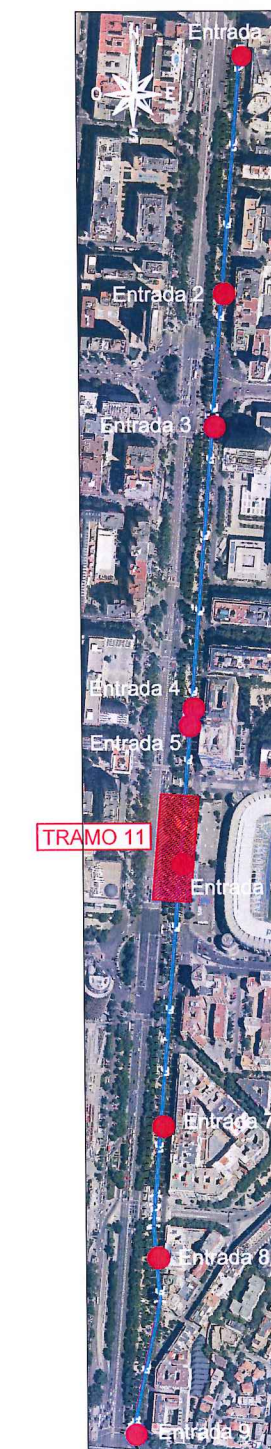 Entrada
N
O E
S
Entrada 2
Entrada 3
Entrada 4
Entrada 5
TRAMO 11
Entrada
Entrada 7
Entrada 8
Entrada 9